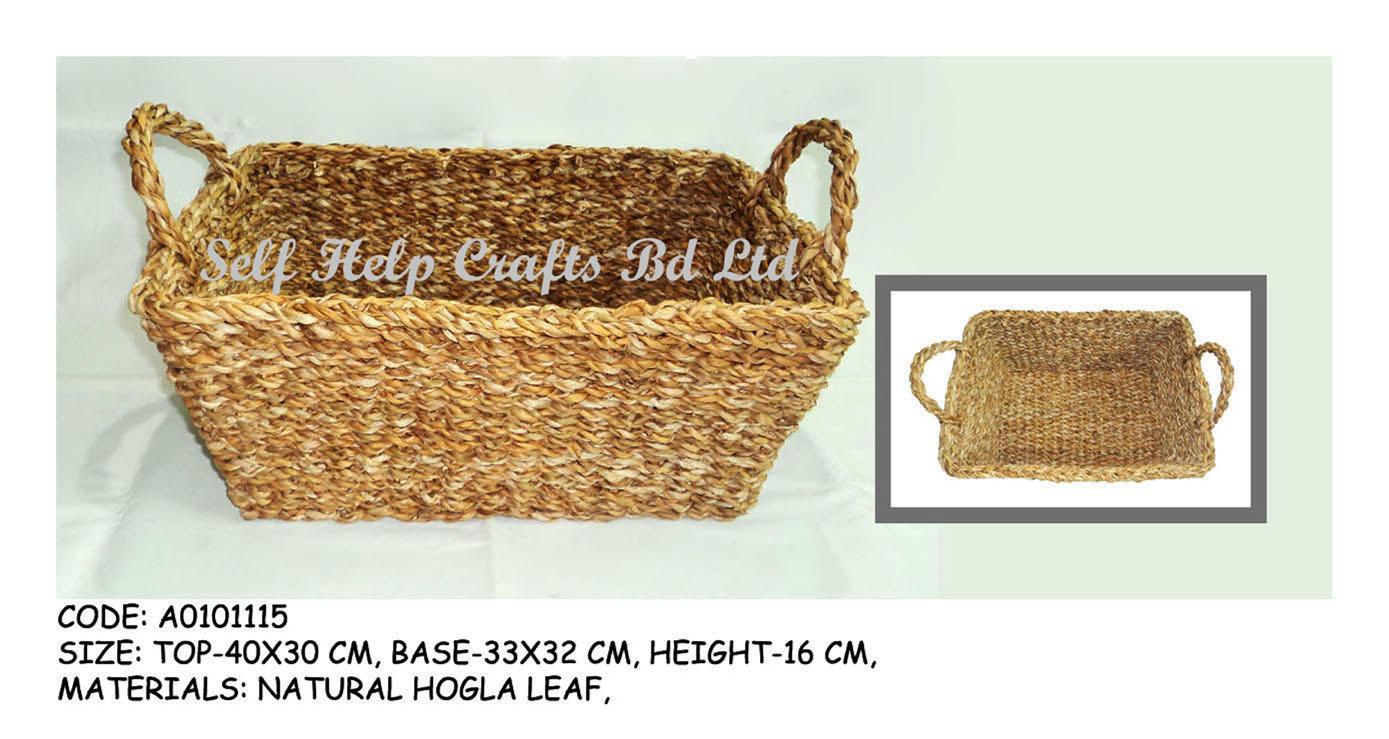 Self Help Crafts Bd Ltd
CODE: A0101115
SIZE: TOP-40X30 CM, BASE-33X32 CM, HEIGHT-16 CM,
MATERIALS: NATURAL HOGLA LEAF,